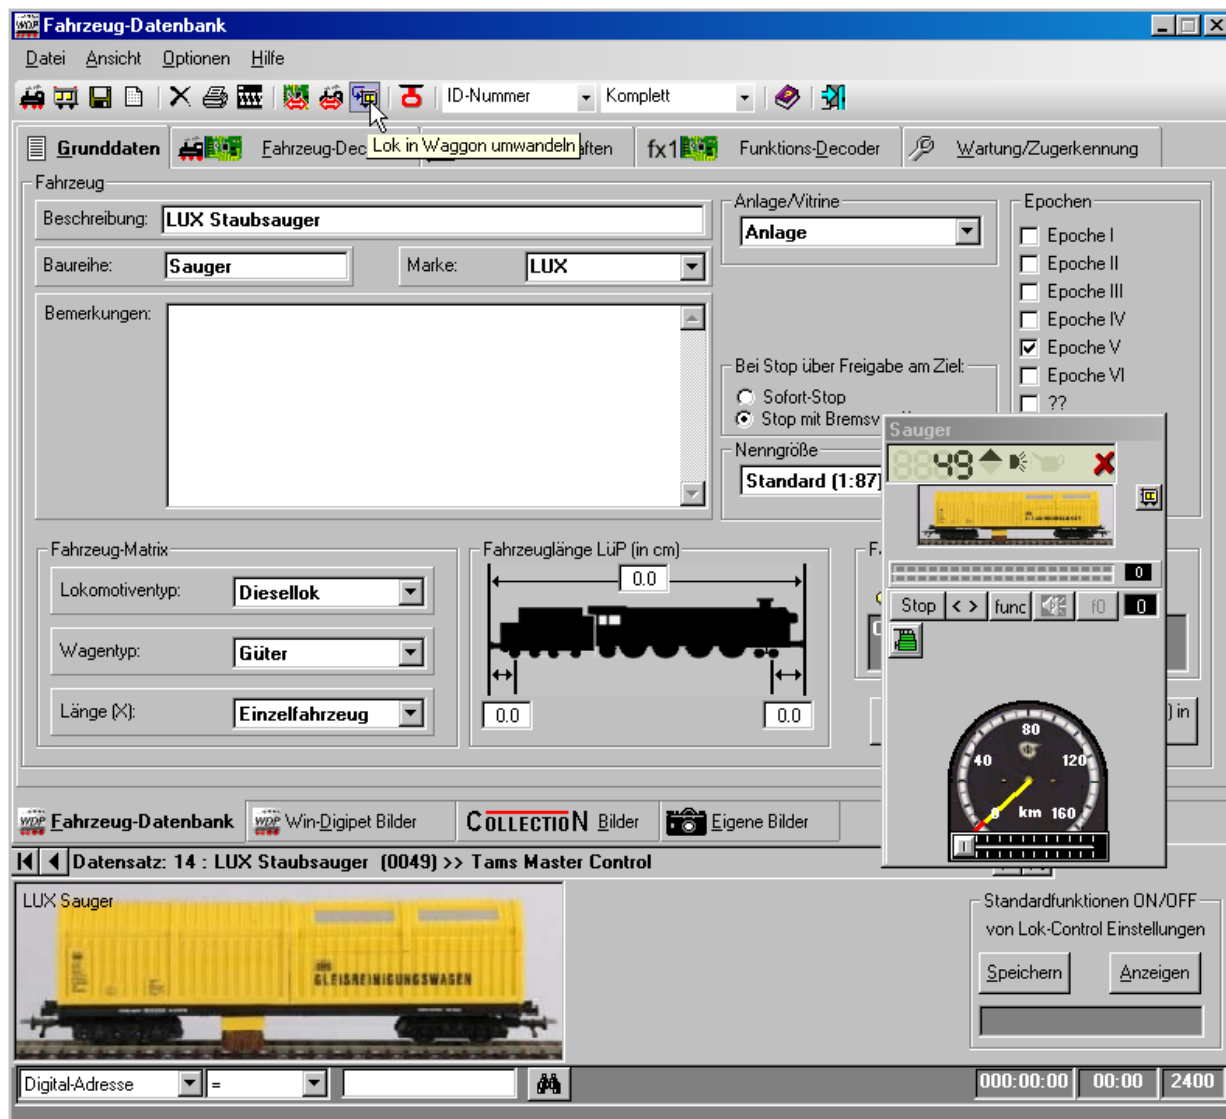 WDP Fahrzeug-Datenbank
Datei Ansicht Optionen Hilfe
ID-Nummer Komplett
Lok in Waggon umwandeln
Grunddaten Fahrzeug-Dec ften fx1 Funktions-Decoder Wartung/Zugerkennung
Fahrzeug
Beschreibung: LUX Staubsauger
Baureihe: Sauger Marke: LUX
Bemerkungen:
Anlage/Vitrine
Anlage
Epochen
Epoche I
Epoche II
Epoche III
Epoche IV
Epoche V
Epoche VI
??
Bei Stop über Freigabe am Ziel:
Sofort-Stop
Stop mit Bremsv
Nenngröße
Standard (1:87)
Sauger
49
GLEISREINIGUNGSWAGEN
0
Stop < > func f0 0
40 80 120
0 km 160
Fahrzeug-Matrix
Lokomotiventyp: Diesellok
Wagentyp: Güter
Länge (X): Einzelfahrzeug
Fahrzeuglänge LüP (in cm)
0.0
0.0 0.0
) in
WDP Fahrzeug-Datenbank WDP Win-Digipet Bilder COLLECTION Bilder Eigene Bilder
Datensatz: 14 : LUX Staubsauger (0049) >> Tams Master Control
LUX Sauger
GLEISREINIGUNGSWAGEN
Standardfunktionen ON/OFF
von Lok-Control Einstellungen
Speichern Anzeigen
Digital-Adresse = 000:00:00 00:00 2400